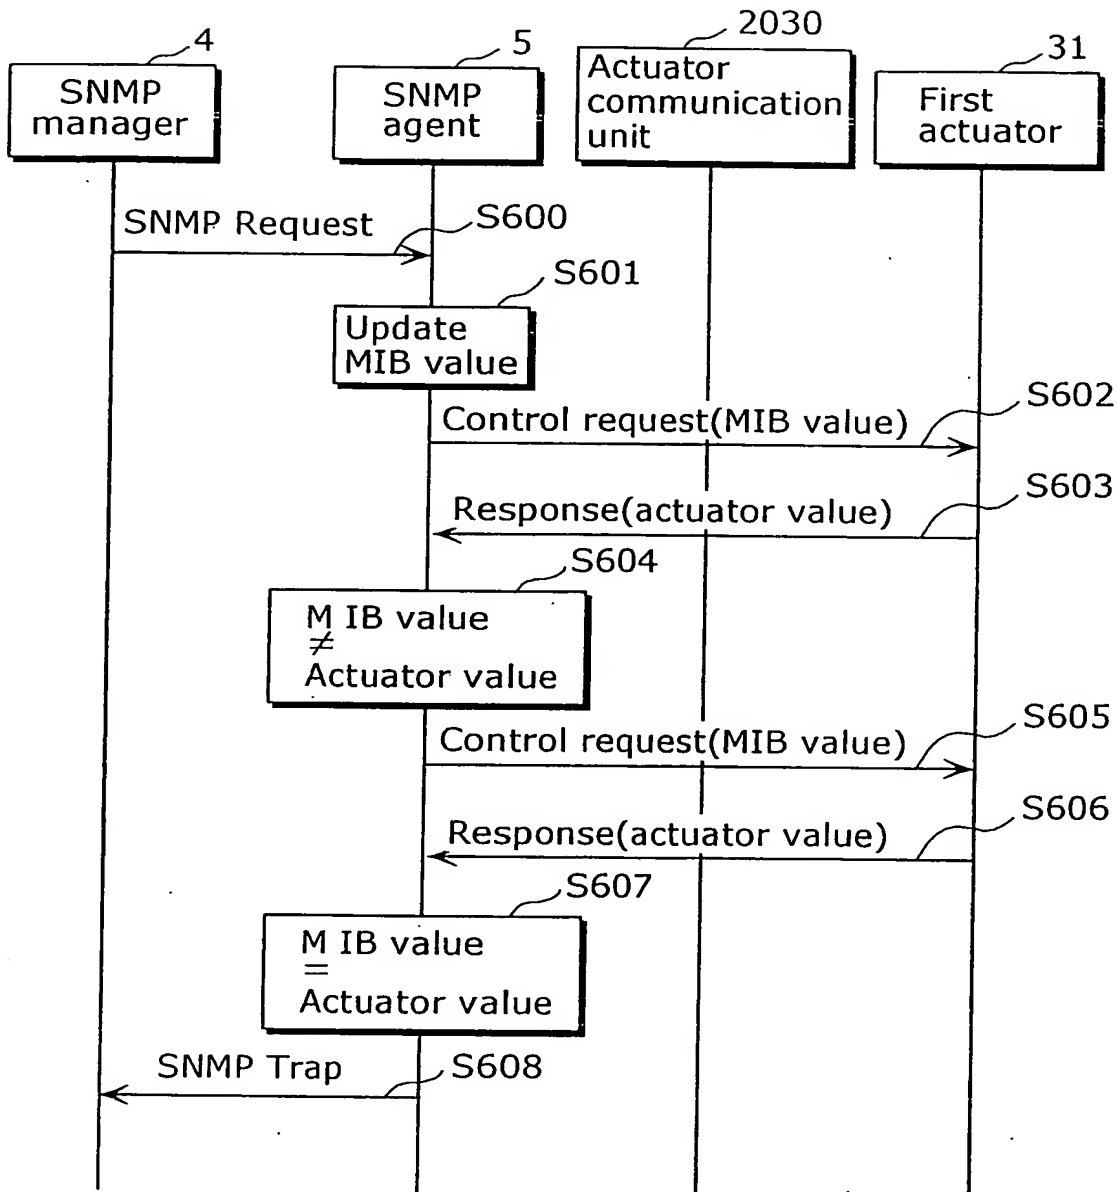 4
5
2030
31
SNMP
manager
SNMP
agent
Actuator
communication
unit
First
actuator
SNMP Request
S600
S601
Update
MIB value
Control request(MIB value)
S602
Response(actuator value)
S603
S604
M IB value
≠
Actuator value
Control request(MIB value)
S605
Response(actuator value)
S606
S607
M IB value
=
Actuator value
SNMP Trap
S608